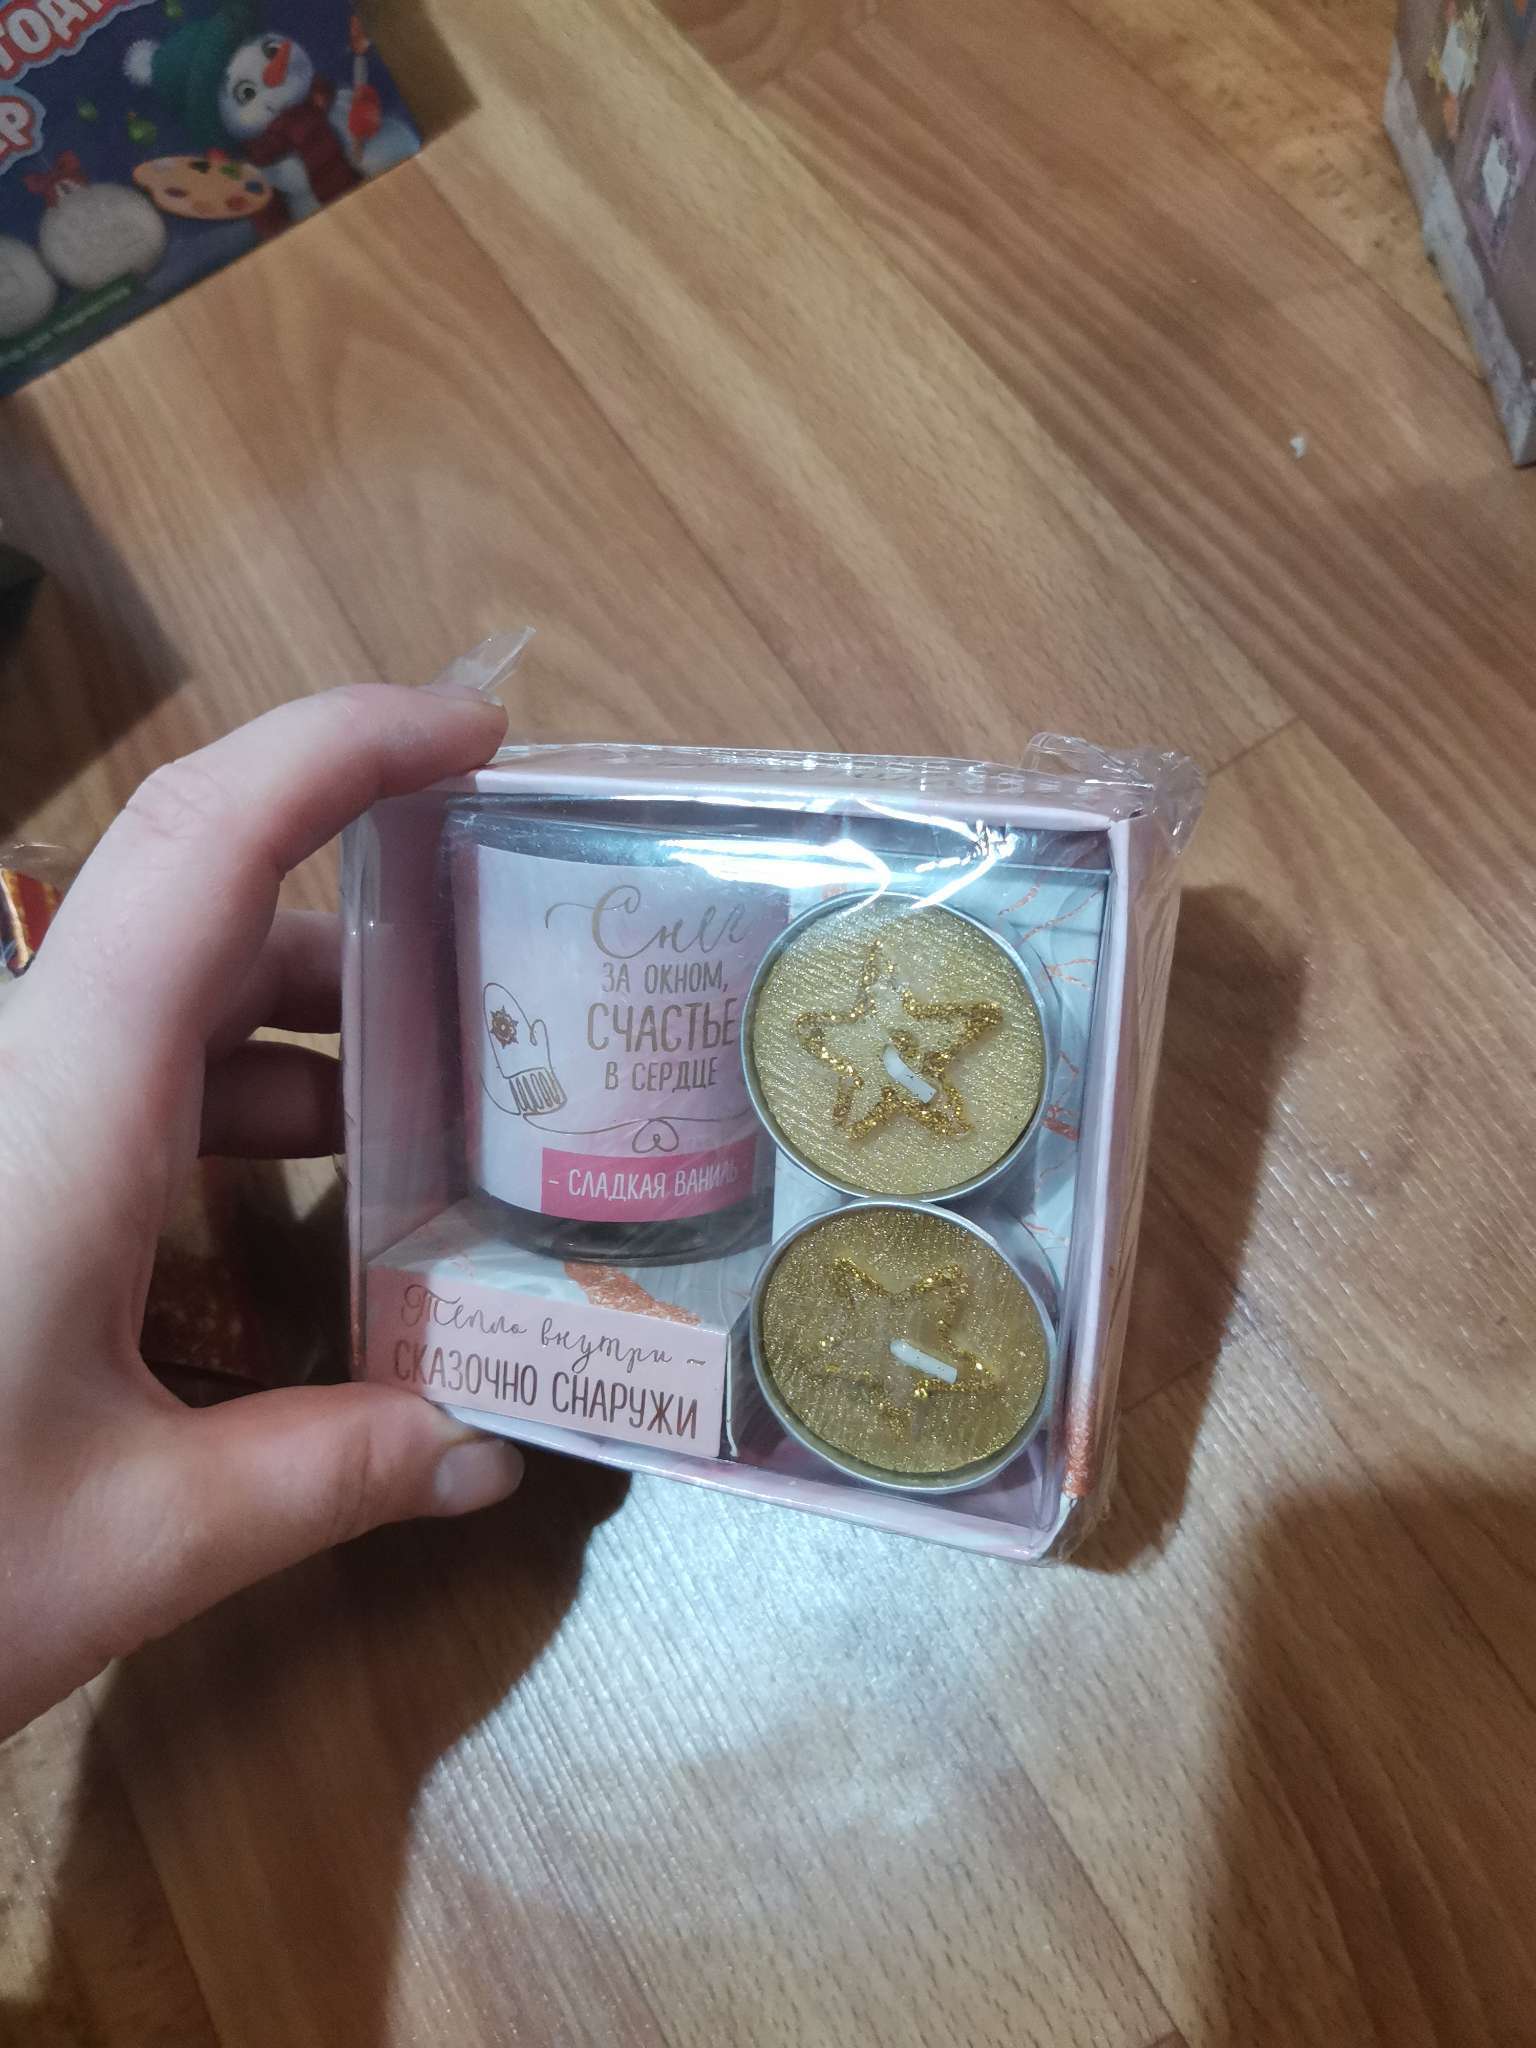 Снег
ЗА ОКНОМ,
СЧАСТЬЕ
В СЕРДЦЕ
- СЛАДКАЯ ВАНИЛЬ -
Тепло внутри –
СКАЗОЧНО СНАРУЖИ